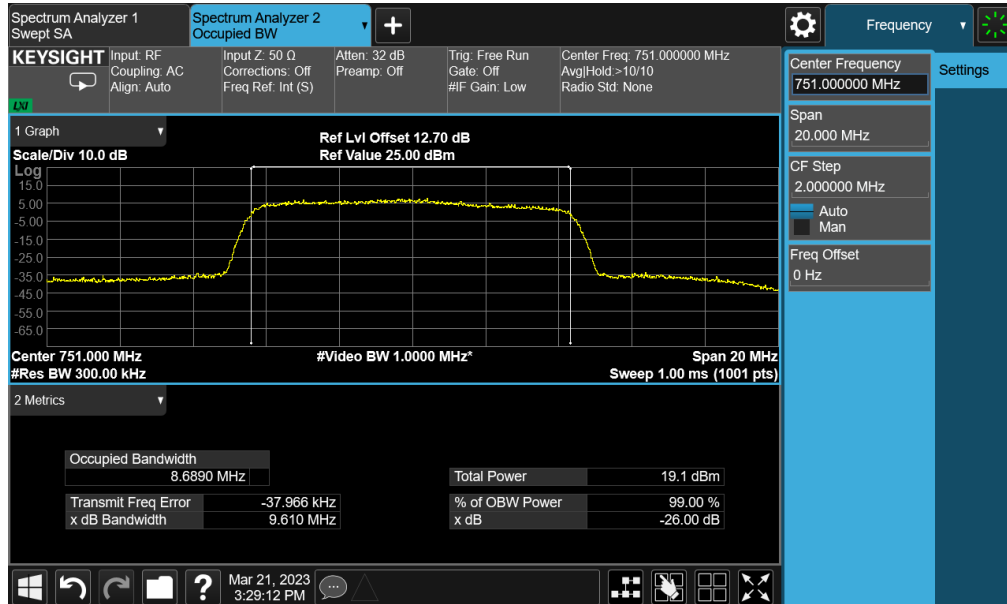 Spectrum Analyzer 1
Swept SA
Spectrum Analyzer 2
Occupied BW
Frequency
KEYSIGHT
LXI
Input: RF
Coupling: AC
Align: Auto
Input Z: 50 Ω
Corrections: Off
Freq Ref: Int (S)
Atten: 32 dB
Preamp: Off
Trig: Free Run
Gate: Off
#IF Gain: Low
Center Freq: 751.000000 MHz
Avg|Hold:>10/10
Radio Std: None
Center Frequency
751.000000 MHz
Settings
Span
20.000 MHz
CF Step
2.000000 MHz
Auto
Man
Freq Offset
0 Hz
1 Graph
Scale/Div 10.0 dB
Ref Lvl Offset 12.70 dB
Ref Value 25.00 dBm
Log
15.0
5.00
-5.00
-15.0
-25.0
-35.0
-45.0
-55.0
-65.0
Center 751.000 MHz
#Video BW 1.0000 MHz*
Span 20 MHz
#Res BW 300.00 kHz
Sweep 1.00 ms (1001 pts)
2 Metrics
Occupied Bandwidth
8.6890 MHz
Total Power 19.1 dBm
Transmit Freq Error -37.966 kHz
% of OBW Power 99.00 %
x dB Bandwidth 9.610 MHz
x dB -26.00 dB
?
Mar 21, 2023
3:29:12 PM